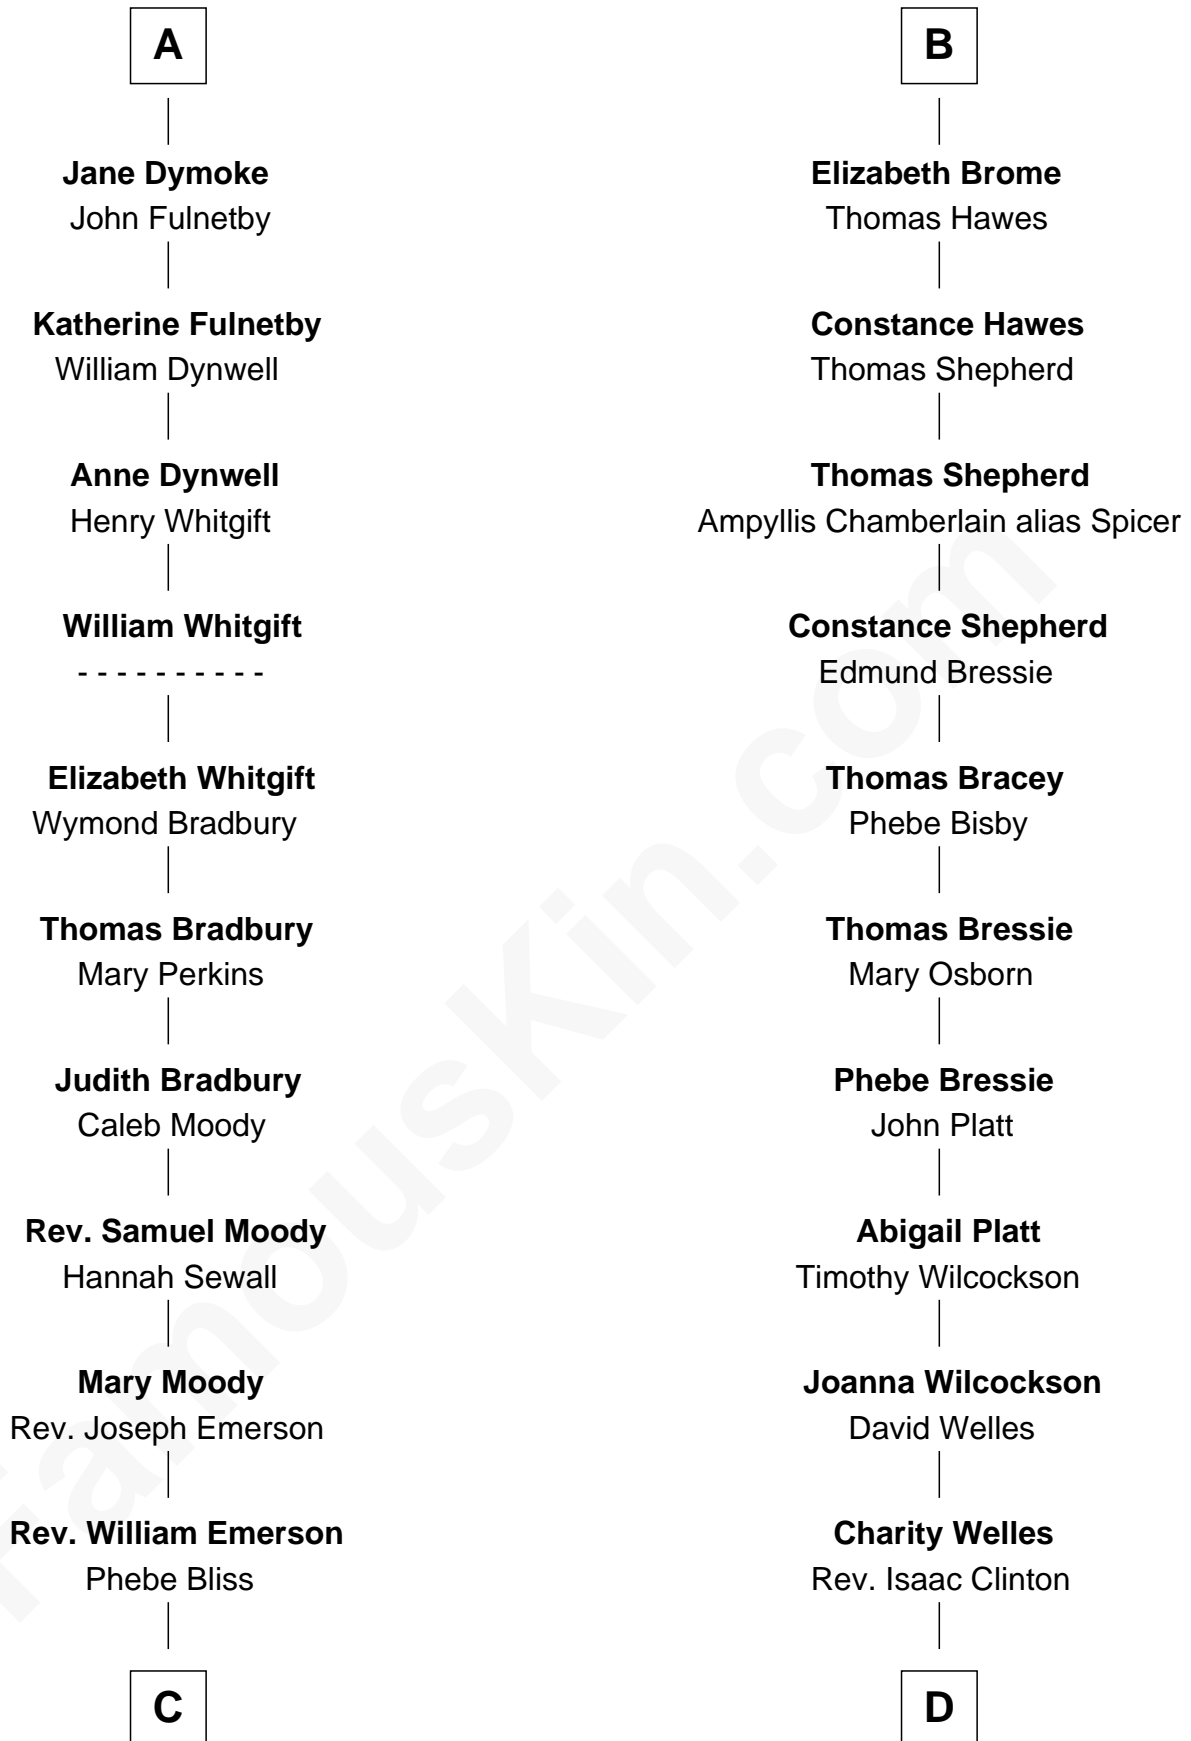 A
Jane Dymoke
John Fulnetby
Katherine Fulnetby
William Dynwell
Anne Dynwell
Henry Whitgift
William Whitgift
- - - - - - - - - -
Elizabeth Whitgift
Wymond Bradbury
Thomas Bradbury
Mary Perkins
Judith Bradbury
Caleb Moody
Rev. Samuel Moody
Hannah Sewall
Mary Moody
Rev. Joseph Emerson
Rev. William Emerson
Phebe Bliss
C
B
Elizabeth Brome
Thomas Hawes
Constance Hawes
Thomas Shepherd
Thomas Shepherd
Ampyllis Chamberlain alias Spicer
Constance Shepherd
Edmund Bressie
Thomas Bracey
Phebe Bisby
Thomas Bressie
Mary Osborn
Phebe Bressie
John Platt
Abigail Platt
Timothy Wilcockson
Joanna Wilcockson
David Welles
Charity Welles
Rev. Isaac Clinton
D
FamousKin.com